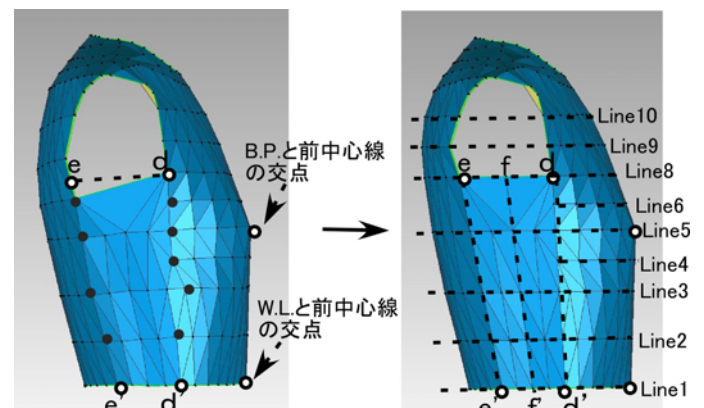 e
d
B.P.と前中心線
の交点
W.L.と前中心線
の交点
e'
d'
Line10
Line9
e
f
d
Line8
Line6
Line5
Line4
Line3
Line2
Line1
e'
f'
d'